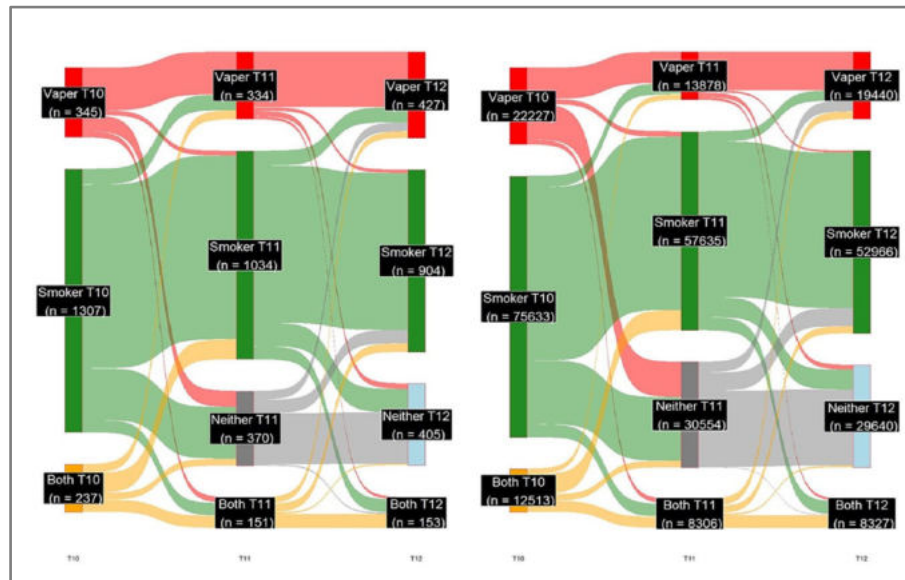 Vaper T10
(n = 345)
Vaper T11
(n = 334)
Vaper T12
(n = 427)
Smoker T10
(n = 1307)
Smoker T11
(n = 1034)
Smoker T12
(n = 904)
Neither T11
(n = 370)
Neither T12
(n = 405)
Both T10
(n = 237)
Both T11
(n = 151)
Both T12
(n = 153)
T10
T11
T12
Vaper T10
(n = 22227)
Vaper T11
(n = 13878)
Vaper T12
(n = 19440)
Smoker T10
(n = 75633)
Smoker T11
(n = 57635)
Smoker T12
(n = 52966)
Neither T11
(n = 30554)
Neither T12
(n = 29640)
Both T10
(n = 12513)
Both T11
(n = 8306)
Both T12
(n = 8327)
T10
T11
T12